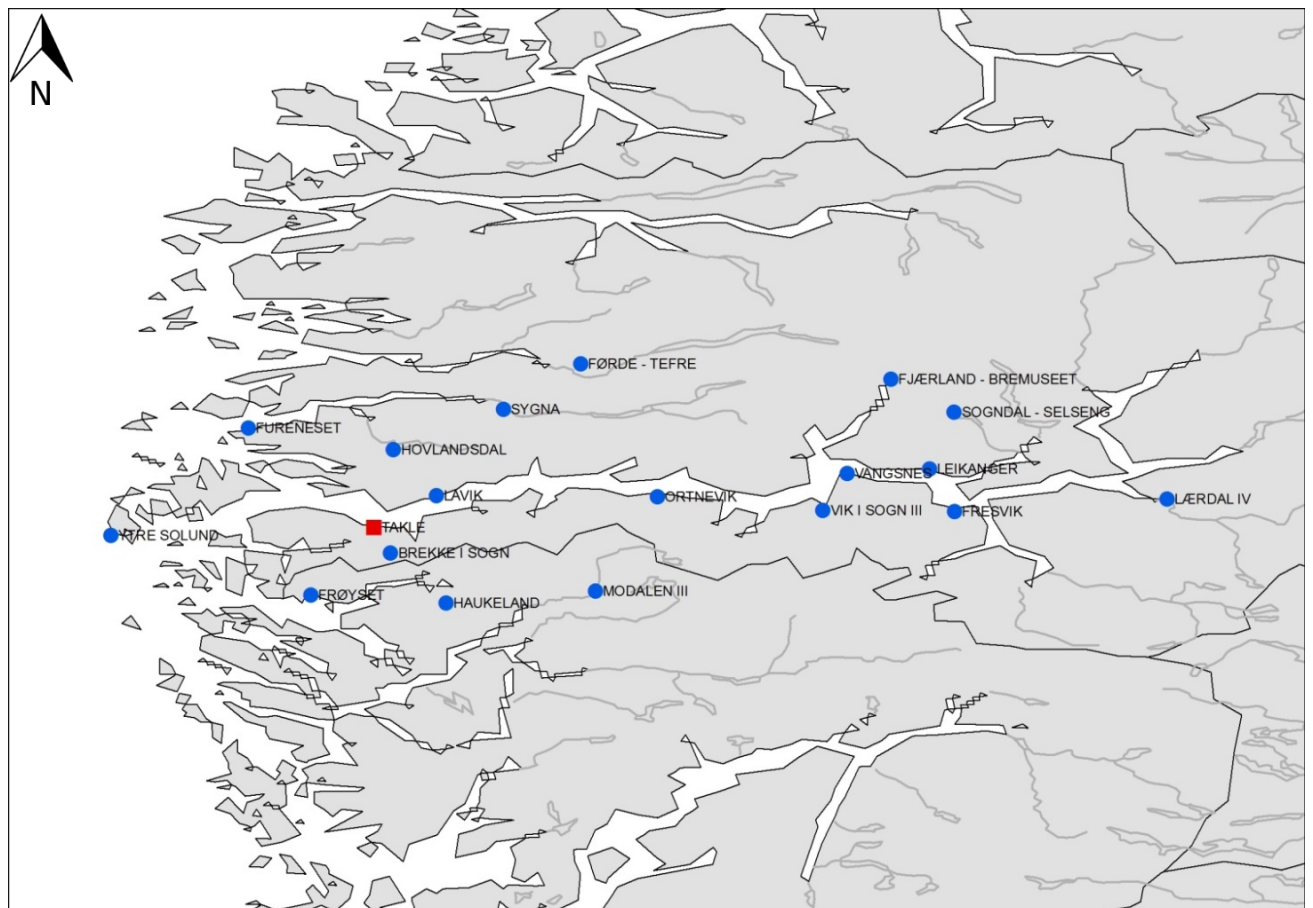 N
FØRDE - TEFRE
FJÆRLAND - BREMUSEET
SYGNA
SOGNDAL - SELSENG
FURENESET
HOVLANDSDAL
LEIKANGER
VANGSNES
LAVIK
ORTNEVIK
LÆRDAL IV
VIK I SOGN III
FRESVIK
TAKLE
YTRE SOLUND
BREKKE I SOGN
MODALEN III
FRØYSET
HAUKELAND